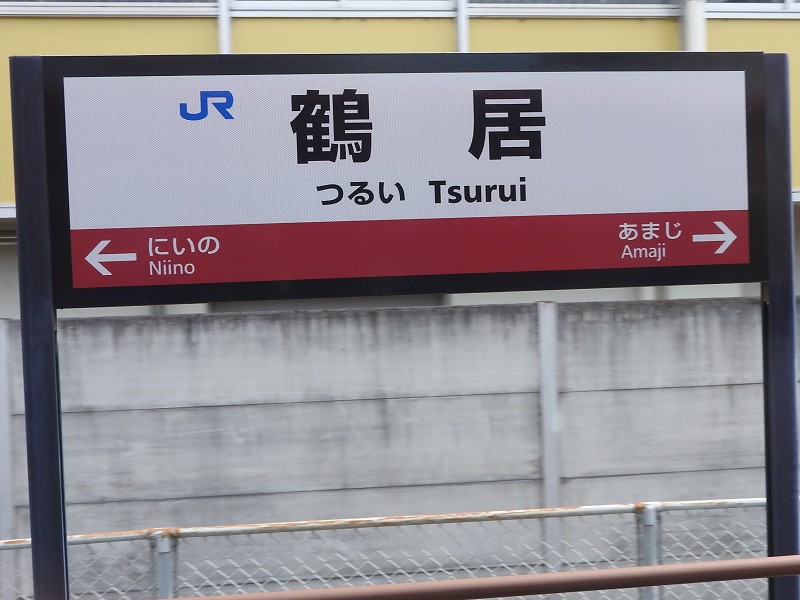 JR 鶴居
つるい Tsurui
← にいの
Niino
あまじ →
Amaji